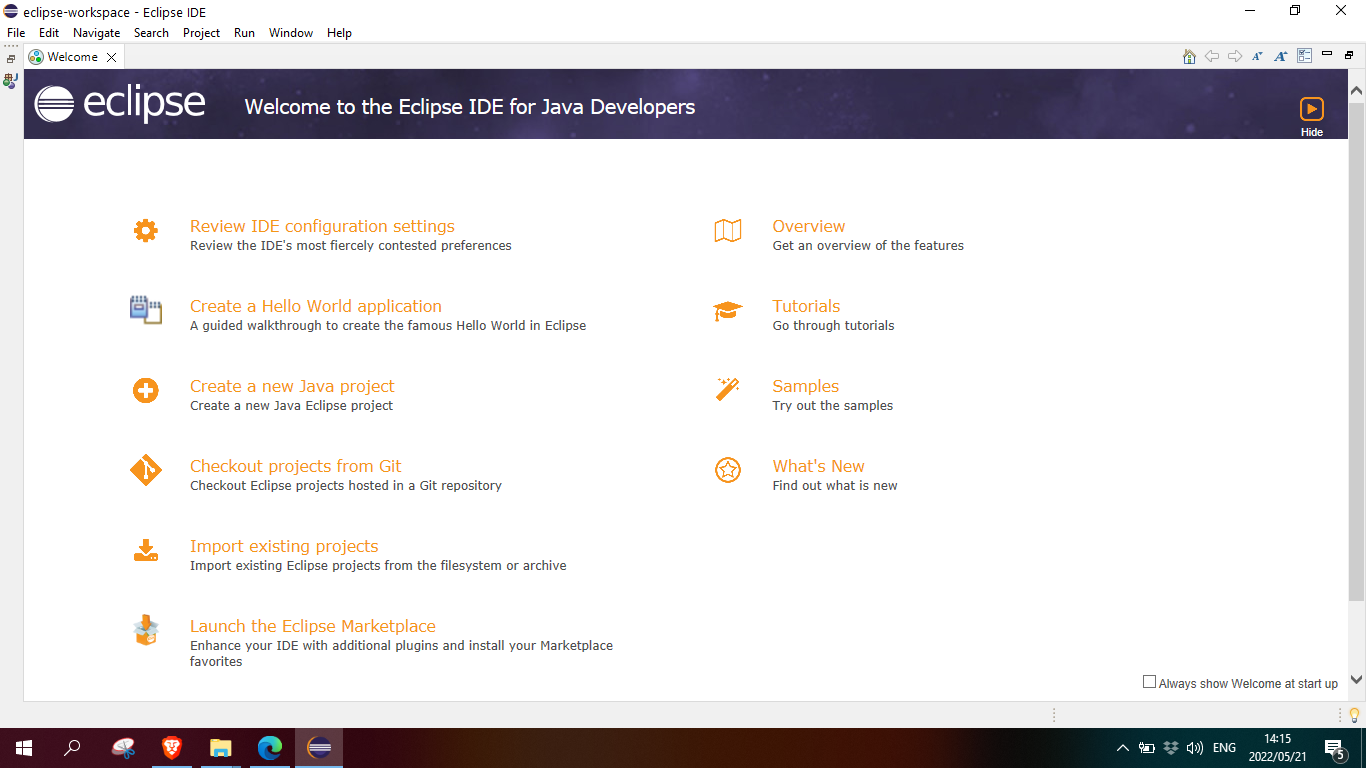 eclipse-workspace - Eclipse IDE
File Edit Navigate Search Project Run Window Help
Welcome
eclipse
Welcome to the Eclipse IDE for Java Developers
Hide
Review IDE configuration settings
Review the IDE's most fiercely contested preferences
Create a Hello World application
A guided walkthrough to create the famous Hello World in Eclipse
Create a new Java project
Create a new Java Eclipse project
Checkout projects from Git
Checkout Eclipse projects hosted in a Git repository
Import existing projects
Import existing Eclipse projects from the filesystem or archive
Launch the Eclipse Marketplace
Enhance your IDE with additional plugins and install your Marketplace
favorites
Overview
Get an overview of the features
Tutorials
Go through tutorials
Samples
Try out the samples
What's New
Find out what is new
Always show Welcome at start up
ENG
14:15
2022/05/21
5